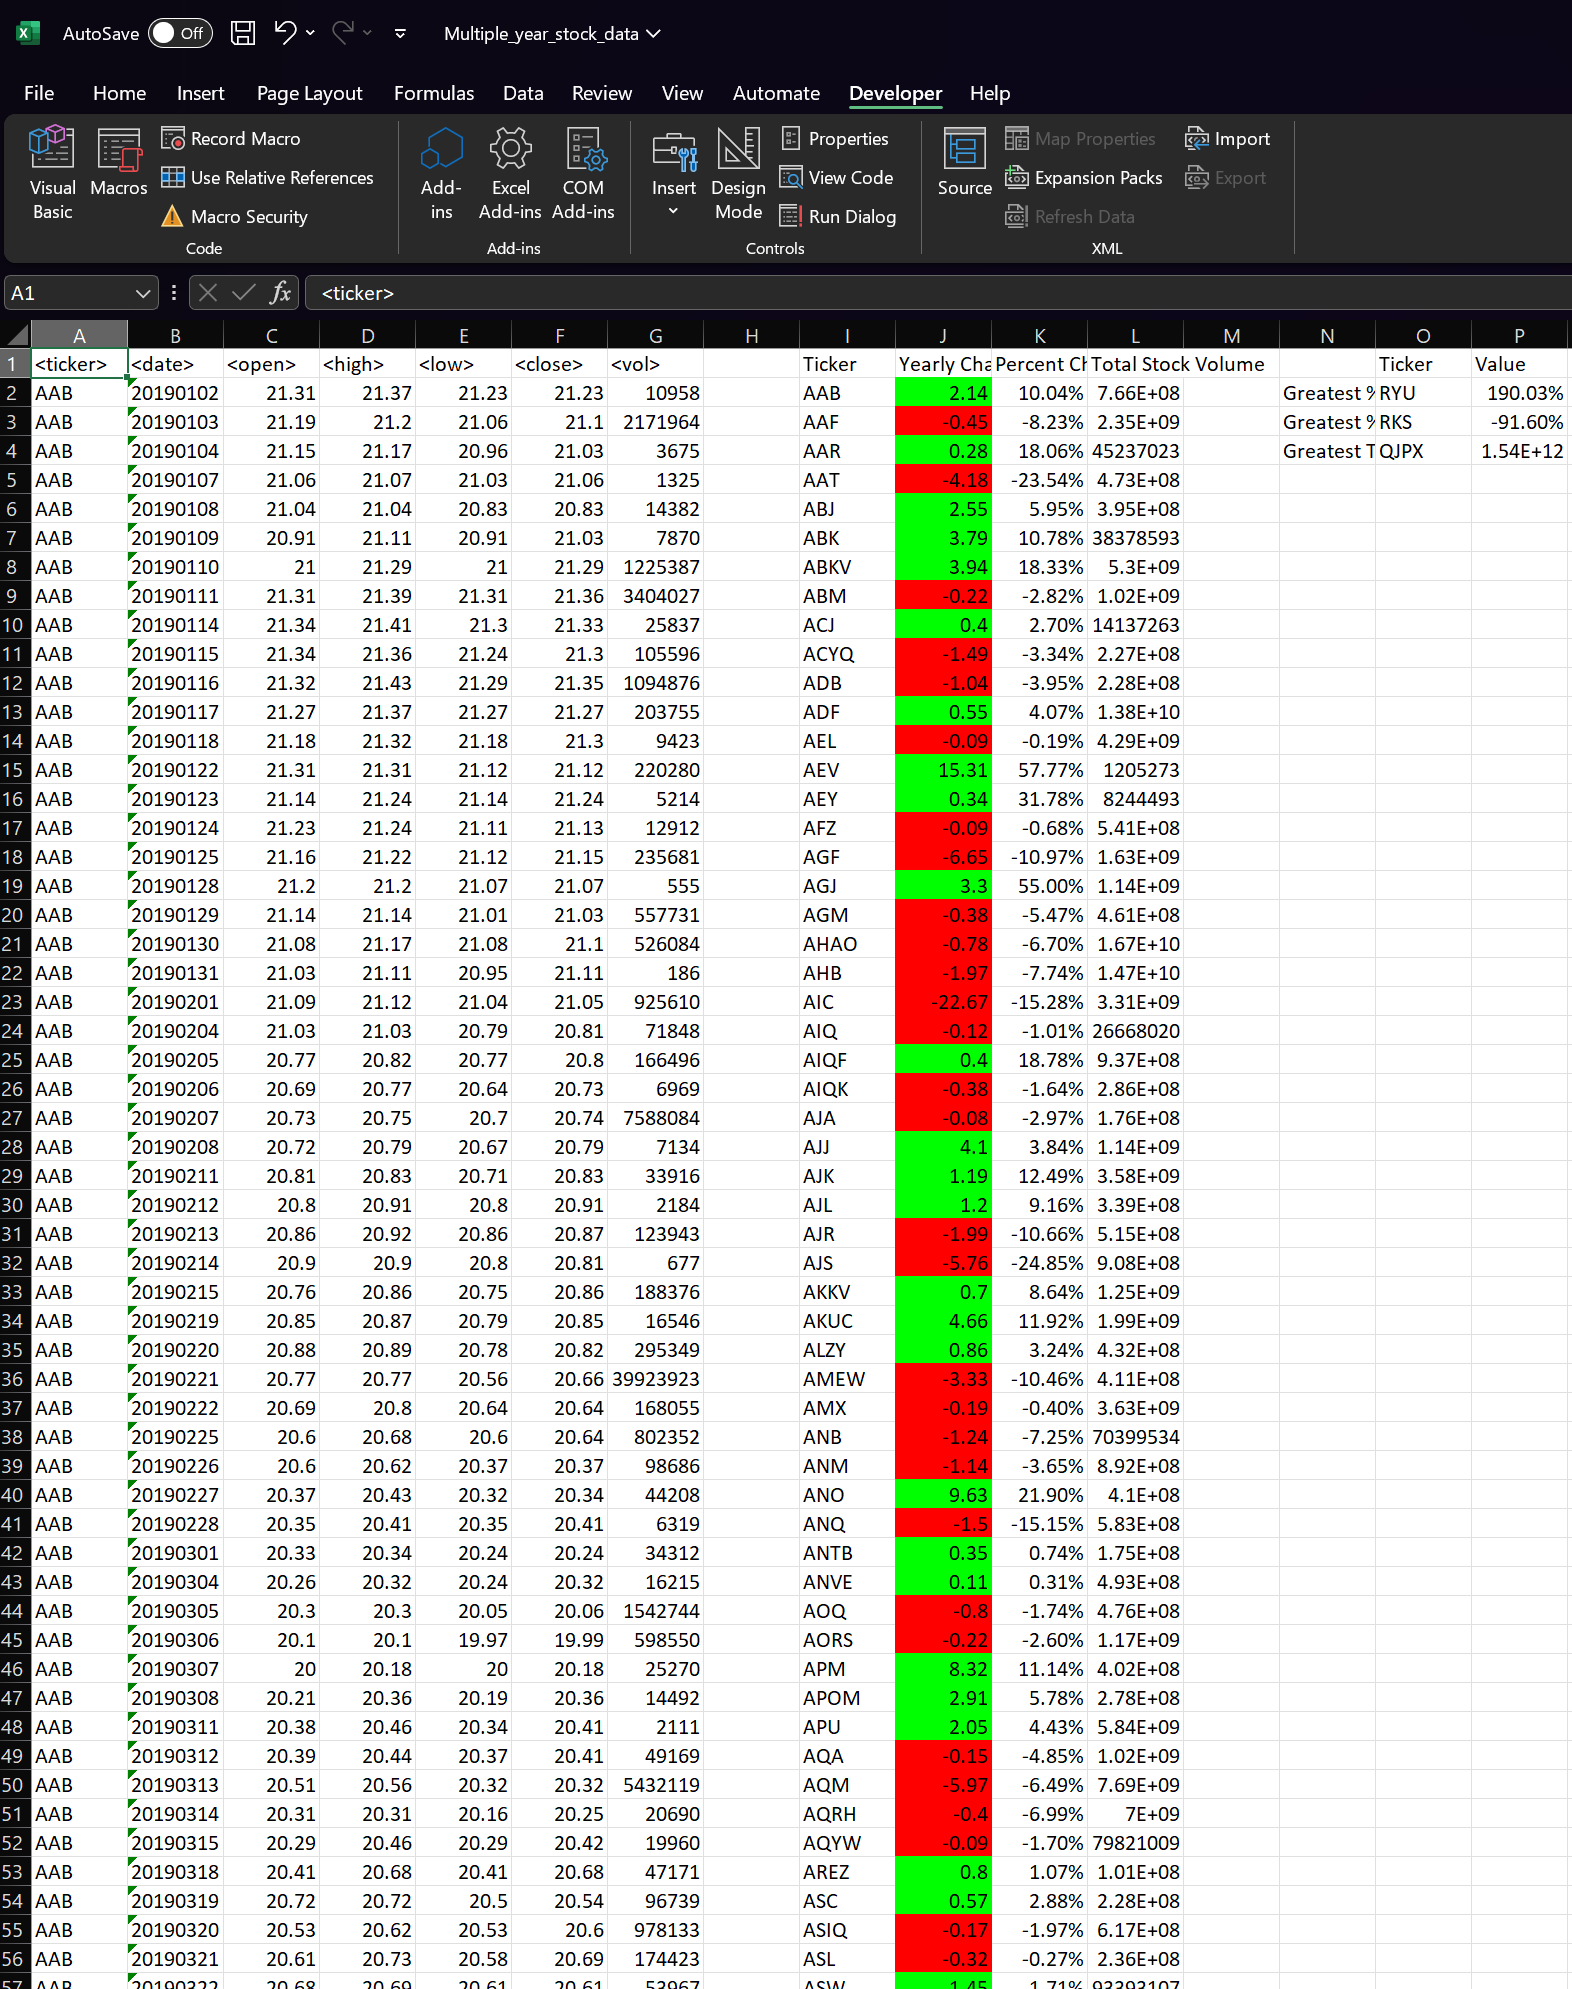 AutoSave Off Multiple_year_stock_data
File Home Insert Page Layout Formulas Data Review View Automate Developer Help
Visual Basic
Macros
Record Macro
Use Relative References
Macro Security
Code
Add-ins
Excel Add-ins
COM Add-ins
Add-ins
Insert
Design Mode
Properties
View Code
Run Dialog
Controls
Source
Map Properties
Expansion Packs
Refresh Data
Import
Export
XML
A1 fx <ticker>
A B C D E F G H I J K L M N O P
1 <ticker> <date> <open> <high> <low> <close> <vol> Ticker Yearly Cha Percent Ch Total Stock Volume Ticker Value
2 AAB 20190102 21.31 21.37 21.23 21.23 10958 AAB 2.14 10.04% 7.66E+08 Greatest % RYU 190.03%
3 AAB 20190103 21.19 21.2 21.06 21.1 2171964 AAF -0.45 -8.23% 2.35E+09 Greatest % RKS -91.60%
4 AAB 20190104 21.15 21.17 20.96 21.03 3675 AAR 0.28 18.06% 45237023 Greatest T QJPX 1.54E+12
5 AAB 20190107 21.06 21.07 21.03 21.06 1325 AAT -4.18 -23.54% 4.73E+08
6 AAB 20190108 21.04 21.04 20.83 20.83 14382 ABJ 2.55 5.95% 3.95E+08
7 AAB 20190109 20.91 21.11 20.91 21.03 7870 ABK 3.79 10.78% 38378593
8 AAB 20190110 21 21.29 21 21.29 1225387 ABKV 3.94 18.33% 5.3E+09
9 AAB 20190111 21.31 21.39 21.31 21.36 3404027 ABM -0.22 -2.82% 1.02E+09
10 AAB 20190114 21.34 21.41 21.3 21.33 25837 ACJ 0.4 2.70% 14137263
11 AAB 20190115 21.34 21.36 21.24 21.3 105596 ACYQ -1.49 -3.34% 2.27E+08
12 AAB 20190116 21.32 21.43 21.29 21.35 1094876 ADB -1.04 -3.95% 2.28E+08
13 AAB 20190117 21.27 21.37 21.27 21.27 203755 ADF 0.55 4.07% 1.38E+10
14 AAB 20190118 21.18 21.32 21.18 21.3 9423 AEL -0.09 -0.19% 4.29E+09
15 AAB 20190122 21.31 21.31 21.12 21.12 220280 AEV 15.31 57.77% 1205273
16 AAB 20190123 21.14 21.24 21.14 21.24 5214 AEY 0.34 31.78% 8244493
17 AAB 20190124 21.23 21.24 21.11 21.13 12912 AFZ -0.09 -0.68% 5.41E+08
18 AAB 20190125 21.16 21.22 21.12 21.15 235681 AGF -6.65 -10.97% 1.63E+09
19 AAB 20190128 21.2 21.2 21.07 21.07 555 AGJ 3.3 55.00% 1.14E+09
20 AAB 20190129 21.14 21.14 21.01 21.03 557731 AGM -0.38 -5.47% 4.61E+08
21 AAB 20190130 21.08 21.17 21.08 21.1 526084 AHAO -0.78 -6.70% 1.67E+10
22 AAB 20190131 21.03 21.11 20.95 21.11 186 AHB -1.97 -7.74% 1.47E+10
23 AAB 20190201 21.09 21.12 21.04 21.05 925610 AIC -22.67 -15.28% 3.31E+09
24 AAB 20190204 21.03 21.03 20.79 20.81 71848 AIQ -0.12 -1.01% 26668020
25 AAB 20190205 20.77 20.82 20.77 20.8 166496 AIQF 0.4 18.78% 9.37E+08
26 AAB 20190206 20.69 20.77 20.64 20.73 6969 AIQK -0.38 -1.64% 2.86E+08
27 AAB 20190207 20.73 20.75 20.7 20.74 7588084 AJA -0.08 -2.97% 1.76E+08
28 AAB 20190208 20.72 20.79 20.67 20.79 7134 AJJ 4.1 3.84% 1.14E+09
29 AAB 20190211 20.81 20.83 20.71 20.83 33916 AJK 1.19 12.49% 3.58E+09
30 AAB 20190212 20.8 20.91 20.8 20.91 2184 AJL 1.2 9.16% 3.39E+08
31 AAB 20190213 20.86 20.92 20.86 20.87 123943 AJR -1.99 -10.66% 5.15E+08
32 AAB 20190214 20.9 20.9 20.8 20.81 677 AJS -5.76 -24.85% 9.08E+08
33 AAB 20190215 20.76 20.86 20.75 20.86 188376 AKKV 0.7 8.64% 1.25E+09
34 AAB 20190219 20.85 20.87 20.79 20.85 16546 AKUC 4.66 11.92% 1.99E+09
35 AAB 20190220 20.88 20.89 20.78 20.82 295349 ALZY 0.86 3.24% 4.32E+08
36 AAB 20190221 20.77 20.77 20.56 20.66 39923923 AMEW -3.33 -10.46% 4.11E+08
37 AAB 20190222 20.69 20.8 20.64 20.64 168055 AMX -0.19 -0.40% 3.63E+09
38 AAB 20190225 20.6 20.68 20.6 20.64 802352 ANB -1.24 -7.25% 70399534
39 AAB 20190226 20.6 20.62 20.37 20.37 98686 ANM -1.14 -3.65% 8.92E+08
40 AAB 20190227 20.37 20.43 20.32 20.34 44208 ANO 9.63 21.90% 4.1E+08
41 AAB 20190228 20.35 20.41 20.35 20.41 6319 ANQ -1.5 -15.15% 5.83E+08
42 AAB 20190301 20.33 20.34 20.24 20.24 34312 ANTB 0.35 0.74% 1.75E+08
43 AAB 20190304 20.26 20.32 20.24 20.32 16215 ANVE 0.11 0.31% 4.93E+08
44 AAB 20190305 20.3 20.3 20.05 20.06 1542744 AOQ -0.8 -1.74% 4.76E+08
45 AAB 20190306 20.1 20.1 19.97 19.99 598550 AORS -0.22 -2.60% 1.17E+09
46 AAB 20190307 20 20.18 20 20.18 25270 APM 8.32 11.14% 4.02E+08
47 AAB 20190308 20.21 20.36 20.19 20.36 14492 APOM 2.91 5.78% 2.78E+08
48 AAB 20190311 20.38 20.46 20.34 20.41 2111 APU 2.05 4.43% 5.84E+09
49 AAB 20190312 20.39 20.44 20.37 20.41 49169 AQA -0.15 -4.85% 1.02E+09
50 AAB 20190313 20.51 20.56 20.32 20.32 5432119 AQM -5.97 -6.49% 7.69E+09
51 AAB 20190314 20.31 20.31 20.16 20.25 20690 AQRH -0.4 -6.99% 7E+09
52 AAB 20190315 20.29 20.46 20.29 20.42 19960 AQYW -0.09 -1.70% 79821009
53 AAB 20190318 20.41 20.68 20.41 20.68 47171 AREZ 0.8 1.07% 1.01E+08
54 AAB 20190319 20.72 20.72 20.5 20.54 96739 ASC 0.57 2.88% 2.28E+08
55 AAB 20190320 20.53 20.62 20.53 20.6 978133 ASIQ -0.17 -1.97% 6.17E+08
56 AAB 20190321 20.61 20.73 20.58 20.69 174423 ASL -0.32 -0.27% 2.36E+08
57 AAB 20190322 20.68 20.69 20.61 20.61 53967 ASW 1.45 1.71% 93393107